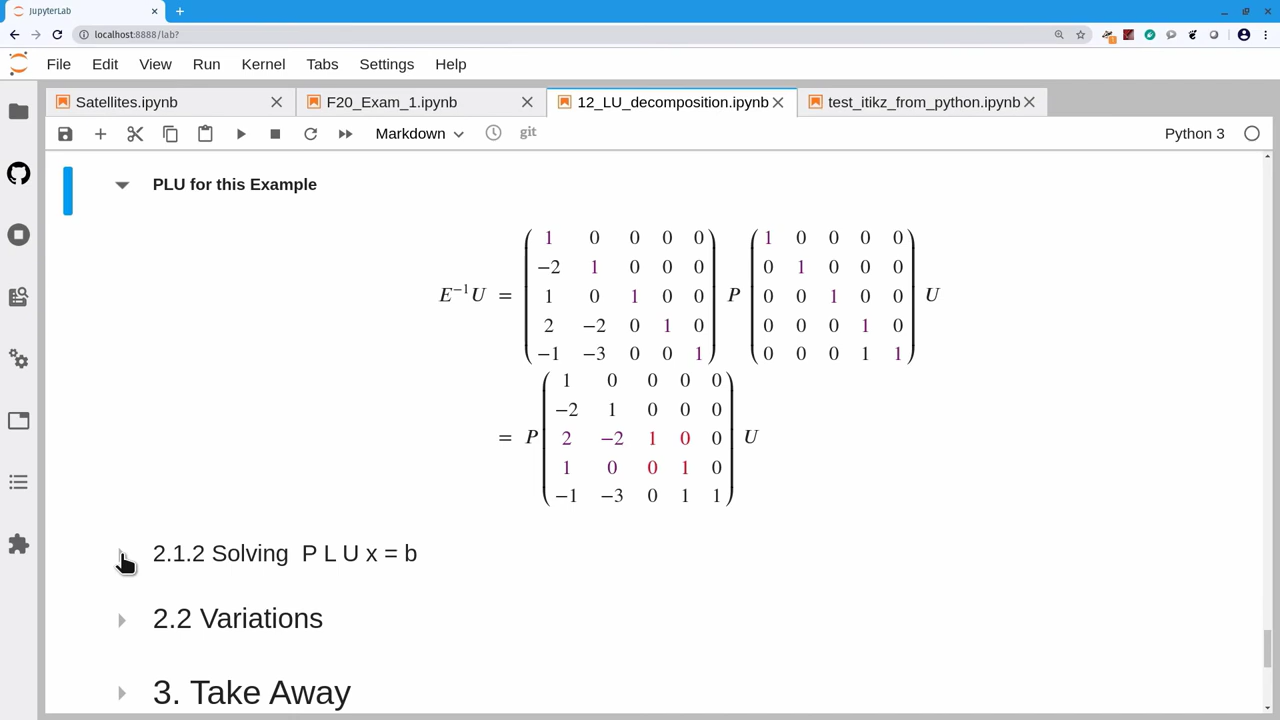 JupyterLab
localhost:8888/lab?
File Edit View Run Kernel Tabs Settings Help
Satellites.ipynb F20_Exam_1.ipynb 12_LU_decomposition.ipynb test_itikz_from_python.ipynb
Markdown git Python 3
PLU for this Example
1 0 0 0 0 1 0 0 0 0
−2 1 0 0 0 0 1 0 0 0
E⁻¹U = 1 0 1 0 0 P 0 0 1 0 0 U
2 −2 0 1 0 0 0 0 1 0
−1 −3 0 0 1 0 0 0 1 1
1 0 0 0 0
−2 1 0 0 0
= P 2 −2 1 0 0 U
1 0 0 1 0
−1 −3 0 1 1
2.1.2 Solving P L U x = b
2.2 Variations
3. Take Away